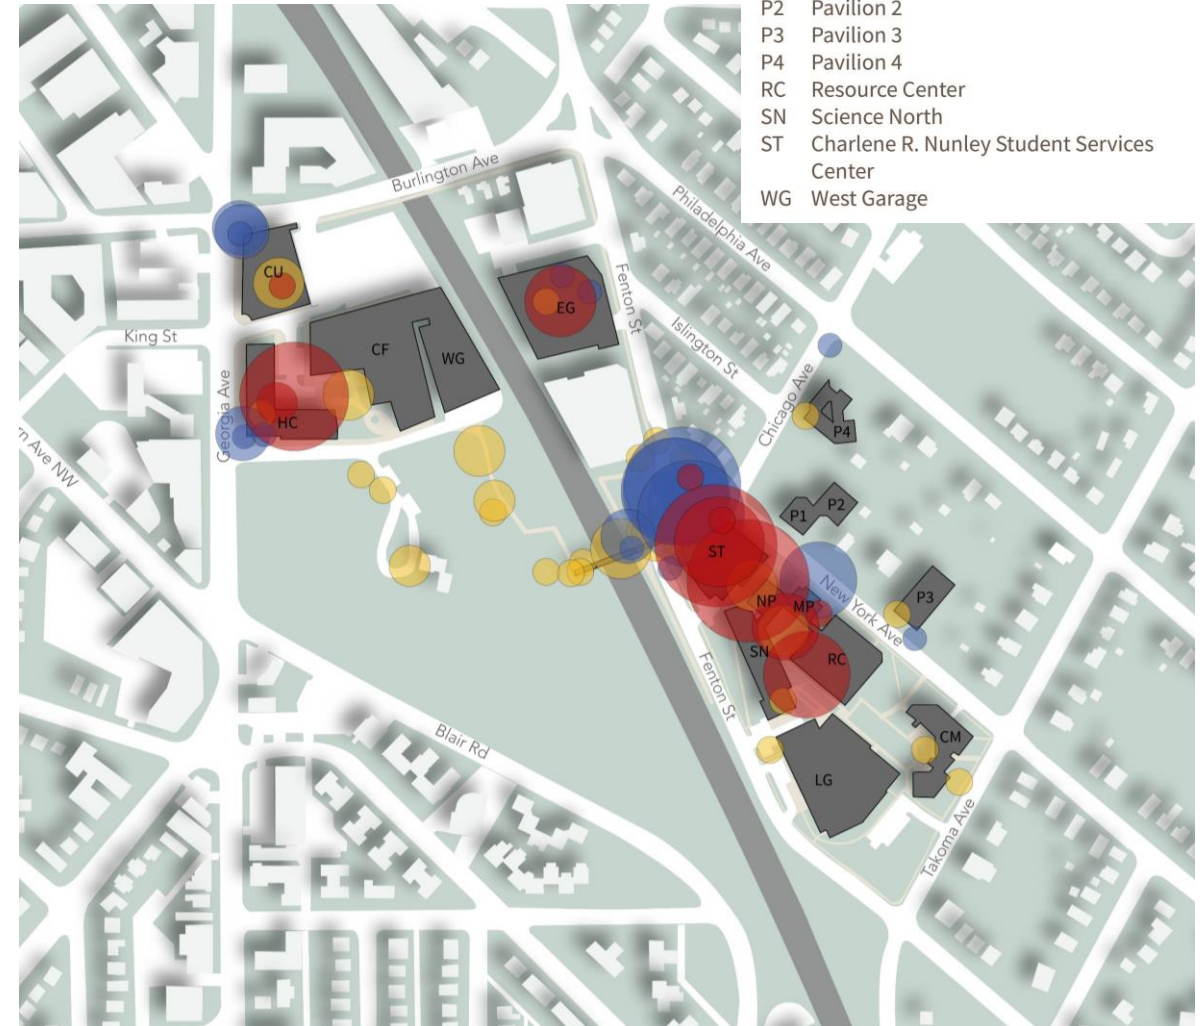 P2 Pavilion 2
P3 Pavilion 3
P4 Pavilion 4
RC Resource Center
SN Science North
ST Charlene R. Nunley Student Services
Center
WG West Garage
Burlington Ave
Philadelphia Ave
CU
Fenton St
EG
Islington St
King St
CF
WG
Georgia Ave
Chicago Ave
HC
P4
rn Ave NW
P1
P2
ST
New York Ave
NP
MP
P3
SN
RC
Fenton St
Blair Rd
CM
LG
Takoma Ave